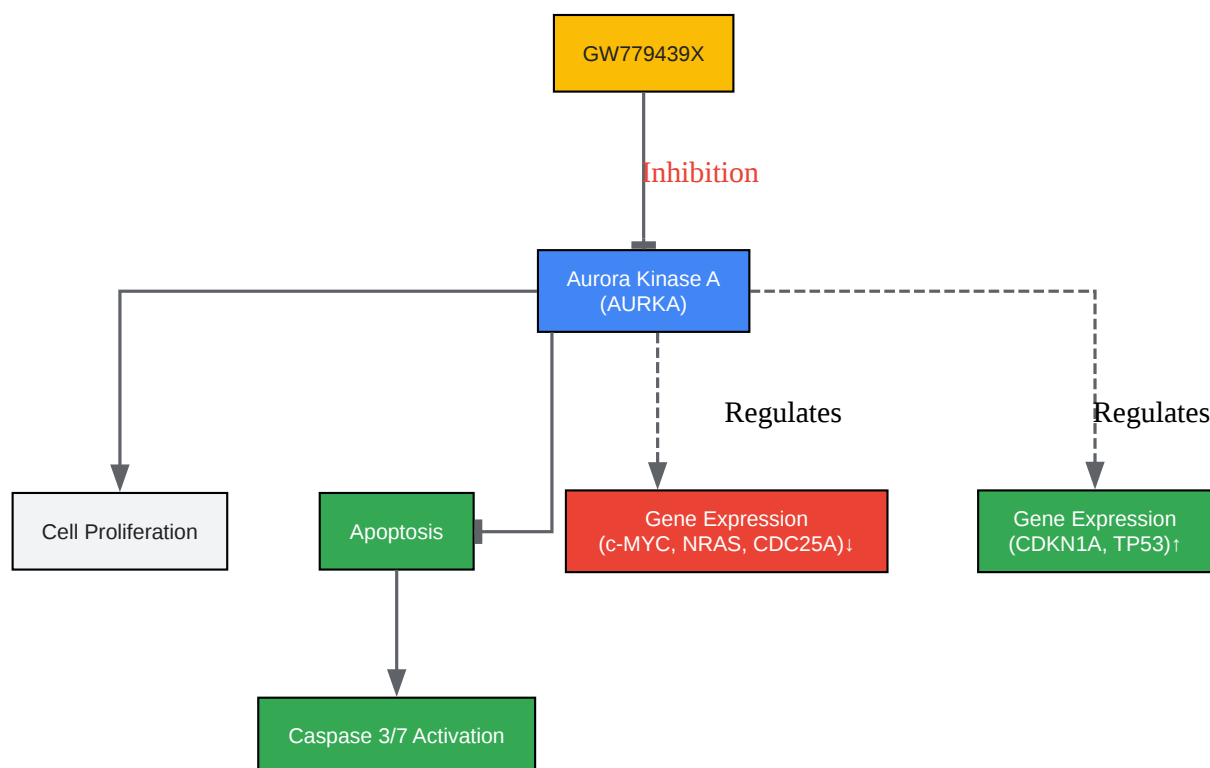 GW779439X
Inhibition
Aurora Kinase A
(AURKA)
Regulates
Regulates
Cell Proliferation
Apoptosis
Gene Expression
(c-MYC, NRAS, CDC25A)↓
Gene Expression
(CDKN1A, TP53)↑
Caspase 3/7 Activation